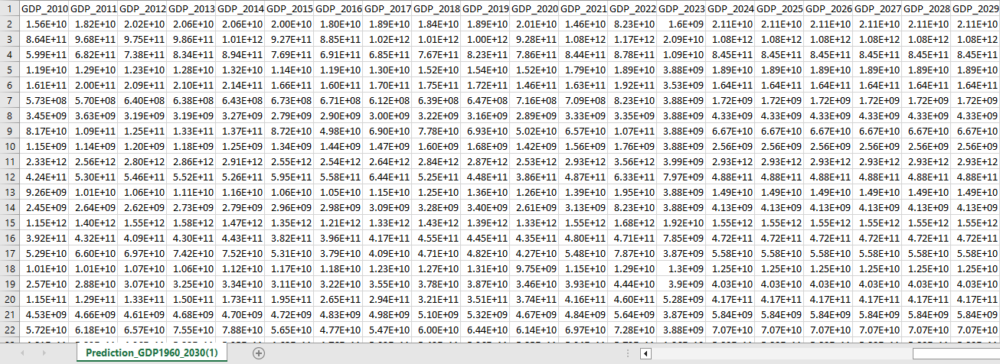 1 GDP_2010 GDP_2011 GDP_2012 GDP_2013 GDP_2014 GDP_2015 GDP_2016 GDP_2017 GDP_2018 GDP_2019 GDP_2020 GDP_2021 GDP_2022 GDP_2023 GDP_2024 GDP_2025 GDP_2026 GDP_2027 GDP_2028 GDP_2029
2 1.56E+10 1.82E+10 2.02E+10 2.06E+10 2.06E+10 2.00E+10 1.80E+10 1.89E+10 1.84E+10 1.89E+10 2.01E+10 1.46E+10 8.23E+10 1.6E+09 2.11E+10 2.11E+10 2.11E+10 2.11E+10 2.11E+10 2.11E+10
3 8.64E+11 9.68E+11 9.75E+11 9.86E+11 1.01E+12 9.27E+11 8.85E+11 1.02E+12 1.01E+12 1.00E+12 9.28E+11 1.08E+12 1.17E+12 2.09E+10 1.08E+12 1.08E+12 1.08E+12 1.08E+12 1.08E+12 1.08E+12
4 5.99E+11 6.82E+11 7.38E+11 8.34E+11 8.94E+11 7.69E+11 6.91E+11 6.85E+11 7.67E+11 8.23E+11 7.86E+11 8.44E+11 8.78E+11 1.09E+10 8.45E+11 8.45E+11 8.45E+11 8.45E+11 8.45E+11 8.45E+11
5 1.19E+10 1.29E+10 1.23E+10 1.28E+10 1.32E+10 1.14E+10 1.19E+10 1.30E+10 1.52E+10 1.54E+10 1.52E+10 1.79E+10 1.89E+10 3.88E+09 1.89E+10 1.89E+10 1.89E+10 1.89E+10 1.89E+10 1.89E+10
6 1.61E+11 2.00E+11 2.09E+11 2.10E+11 2.14E+11 1.66E+11 1.60E+11 1.70E+11 1.75E+11 1.72E+11 1.46E+11 1.63E+11 1.92E+11 3.53E+09 1.64E+11 1.64E+11 1.64E+11 1.64E+11 1.64E+11 1.64E+11
7 5.73E+08 5.70E+08 6.40E+08 6.38E+08 6.43E+08 6.73E+08 6.71E+08 6.12E+08 6.39E+08 6.47E+08 7.16E+08 7.09E+08 8.23E+10 3.88E+09 1.72E+09 1.72E+09 1.72E+09 1.72E+09 1.72E+09 1.72E+09
8 3.45E+09 3.63E+09 3.19E+09 3.19E+09 3.27E+09 2.79E+09 2.90E+09 3.00E+09 3.22E+09 3.16E+09 2.89E+09 3.33E+09 3.35E+09 3.88E+09 4.33E+09 4.33E+09 4.33E+09 4.33E+09 4.33E+09 4.33E+09
9 8.17E+10 1.09E+11 1.25E+11 1.33E+11 1.37E+11 8.72E+10 4.98E+10 6.90E+10 7.78E+10 6.93E+10 5.02E+10 6.57E+10 1.07E+11 3.88E+09 6.67E+10 6.67E+10 6.67E+10 6.67E+10 6.67E+10 6.67E+10
10 1.15E+09 1.14E+09 1.20E+09 1.18E+09 1.25E+09 1.34E+09 1.44E+09 1.47E+09 1.60E+09 1.68E+09 1.42E+09 1.56E+09 1.76E+09 3.88E+09 2.56E+09 2.56E+09 2.56E+09 2.56E+09 2.56E+09 2.56E+09
11 2.33E+12 2.56E+12 2.80E+12 2.86E+12 2.91E+12 2.55E+12 2.54E+12 2.64E+12 2.84E+12 2.87E+12 2.53E+12 2.93E+12 3.56E+12 3.99E+09 2.93E+12 2.93E+12 2.93E+12 2.93E+12 2.93E+12 2.93E+12
12 4.24E+11 5.30E+11 5.46E+11 5.52E+11 5.26E+11 5.95E+11 5.58E+11 6.44E+11 5.25E+11 4.48E+11 3.86E+11 4.87E+11 6.33E+11 7.97E+09 4.88E+11 4.88E+11 4.88E+11 4.88E+11 4.88E+11 4.88E+11
13 9.26E+09 1.01E+10 1.06E+10 1.11E+10 1.16E+10 1.06E+10 1.05E+10 1.15E+10 1.25E+10 1.36E+10 1.26E+10 1.39E+10 1.95E+10 3.88E+09 1.49E+10 1.49E+10 1.49E+10 1.49E+10 1.49E+10 1.49E+10
14 2.45E+09 2.64E+09 2.62E+09 2.73E+09 2.79E+09 2.96E+09 2.98E+09 3.09E+09 3.28E+09 3.40E+09 2.61E+09 3.13E+09 8.23E+10 3.88E+09 4.13E+09 4.13E+09 4.13E+09 4.13E+09 4.13E+09 4.13E+09
15 1.15E+12 1.40E+12 1.55E+12 1.58E+12 1.47E+12 1.35E+12 1.21E+12 1.33E+12 1.43E+12 1.39E+12 1.33E+12 1.55E+12 1.68E+12 1.92E+10 1.55E+12 1.55E+12 1.55E+12 1.55E+12 1.55E+12 1.55E+12
16 3.92E+11 4.32E+11 4.09E+11 4.30E+11 4.43E+11 3.82E+11 3.96E+11 4.17E+11 4.55E+11 4.45E+11 4.35E+11 4.80E+11 4.71E+11 7.85E+09 4.72E+11 4.72E+11 4.72E+11 4.72E+11 4.72E+11 4.72E+11
17 5.29E+10 6.60E+10 6.97E+10 7.42E+10 7.52E+10 5.31E+10 3.79E+10 4.09E+10 4.71E+10 4.82E+10 4.27E+10 5.48E+10 7.87E+10 3.87E+09 5.58E+10 5.58E+10 5.58E+10 5.58E+10 5.58E+10 5.58E+10
18 1.01E+10 1.01E+10 1.07E+10 1.06E+10 1.12E+10 1.17E+10 1.18E+10 1.23E+10 1.27E+10 1.31E+10 9.75E+09 1.15E+10 1.29E+10 1.3E+09 1.25E+10 1.25E+10 1.25E+10 1.25E+10 1.25E+10 1.25E+10
19 2.57E+10 2.88E+10 3.07E+10 3.25E+10 3.34E+10 3.11E+10 3.22E+10 3.55E+10 3.78E+10 3.87E+10 3.46E+10 3.93E+10 4.44E+10 3.9E+09 4.03E+10 4.03E+10 4.03E+10 4.03E+10 4.03E+10 4.03E+10
20 1.15E+11 1.29E+11 1.33E+11 1.50E+11 1.73E+11 1.95E+11 2.65E+11 2.94E+11 3.21E+11 3.51E+11 3.74E+11 4.16E+11 4.60E+11 5.28E+09 4.17E+11 4.17E+11 4.17E+11 4.17E+11 4.17E+11 4.17E+11
21 4.53E+09 4.66E+09 4.61E+09 4.68E+09 4.70E+09 4.72E+09 4.83E+09 4.98E+09 5.10E+09 5.32E+09 4.67E+09 4.84E+09 5.64E+09 3.87E+09 5.84E+09 5.84E+09 5.84E+09 5.84E+09 5.84E+09 5.84E+09
22 5.72E+10 6.18E+10 6.57E+10 7.55E+10 7.88E+10 5.65E+10 4.77E+10 5.47E+10 6.00E+10 6.44E+10 6.14E+10 6.97E+10 7.28E+10 3.88E+09 7.07E+10 7.07E+10 7.07E+10 7.07E+10 7.07E+10 7.07E+10
Prediction_GDP1960_2030(1)